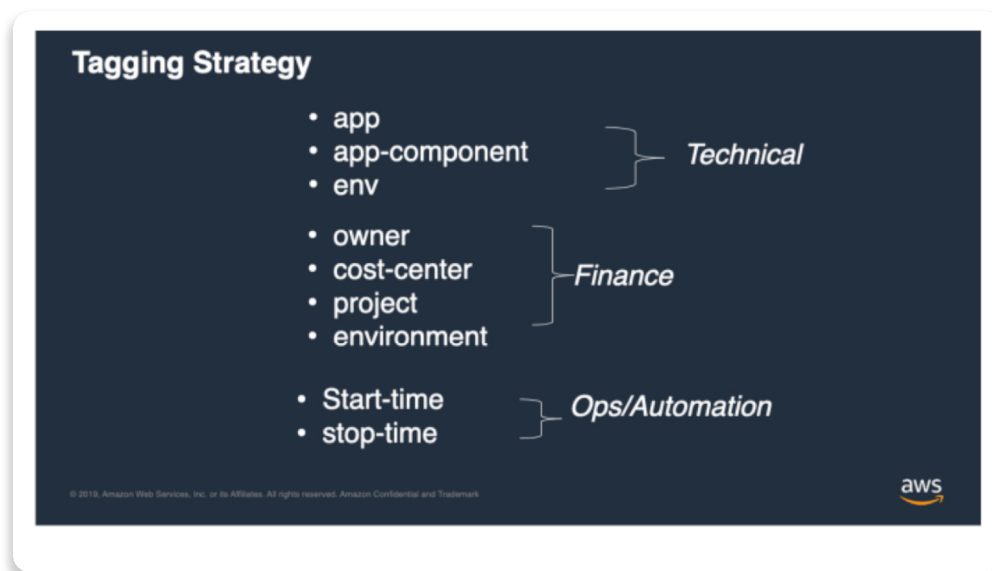 Tagging Strategy
• app
• app-component
• env
Technical
• owner
• cost-center
• project
• environment
Finance
• Start-time
• stop-time
Ops/Automation
© 2019, Amazon Web Services, Inc. or its Affiliates. All rights reserved. Amazon Confidential and Trademark
aws